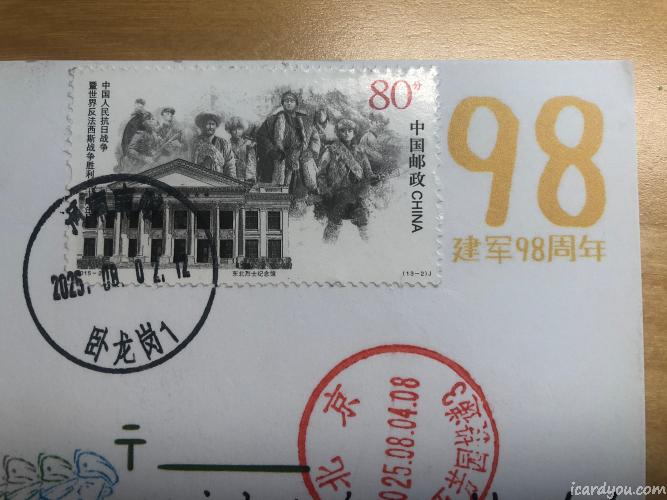 中国人民抗日战争
暨世界反法西斯战争胜利
80分
中国邮政 CHINA
东北烈士纪念馆
(13-2)J
98
建军98周年
2025.08.02.12
卧龙岗1
北京
2025.08.04.08
icardyou.com